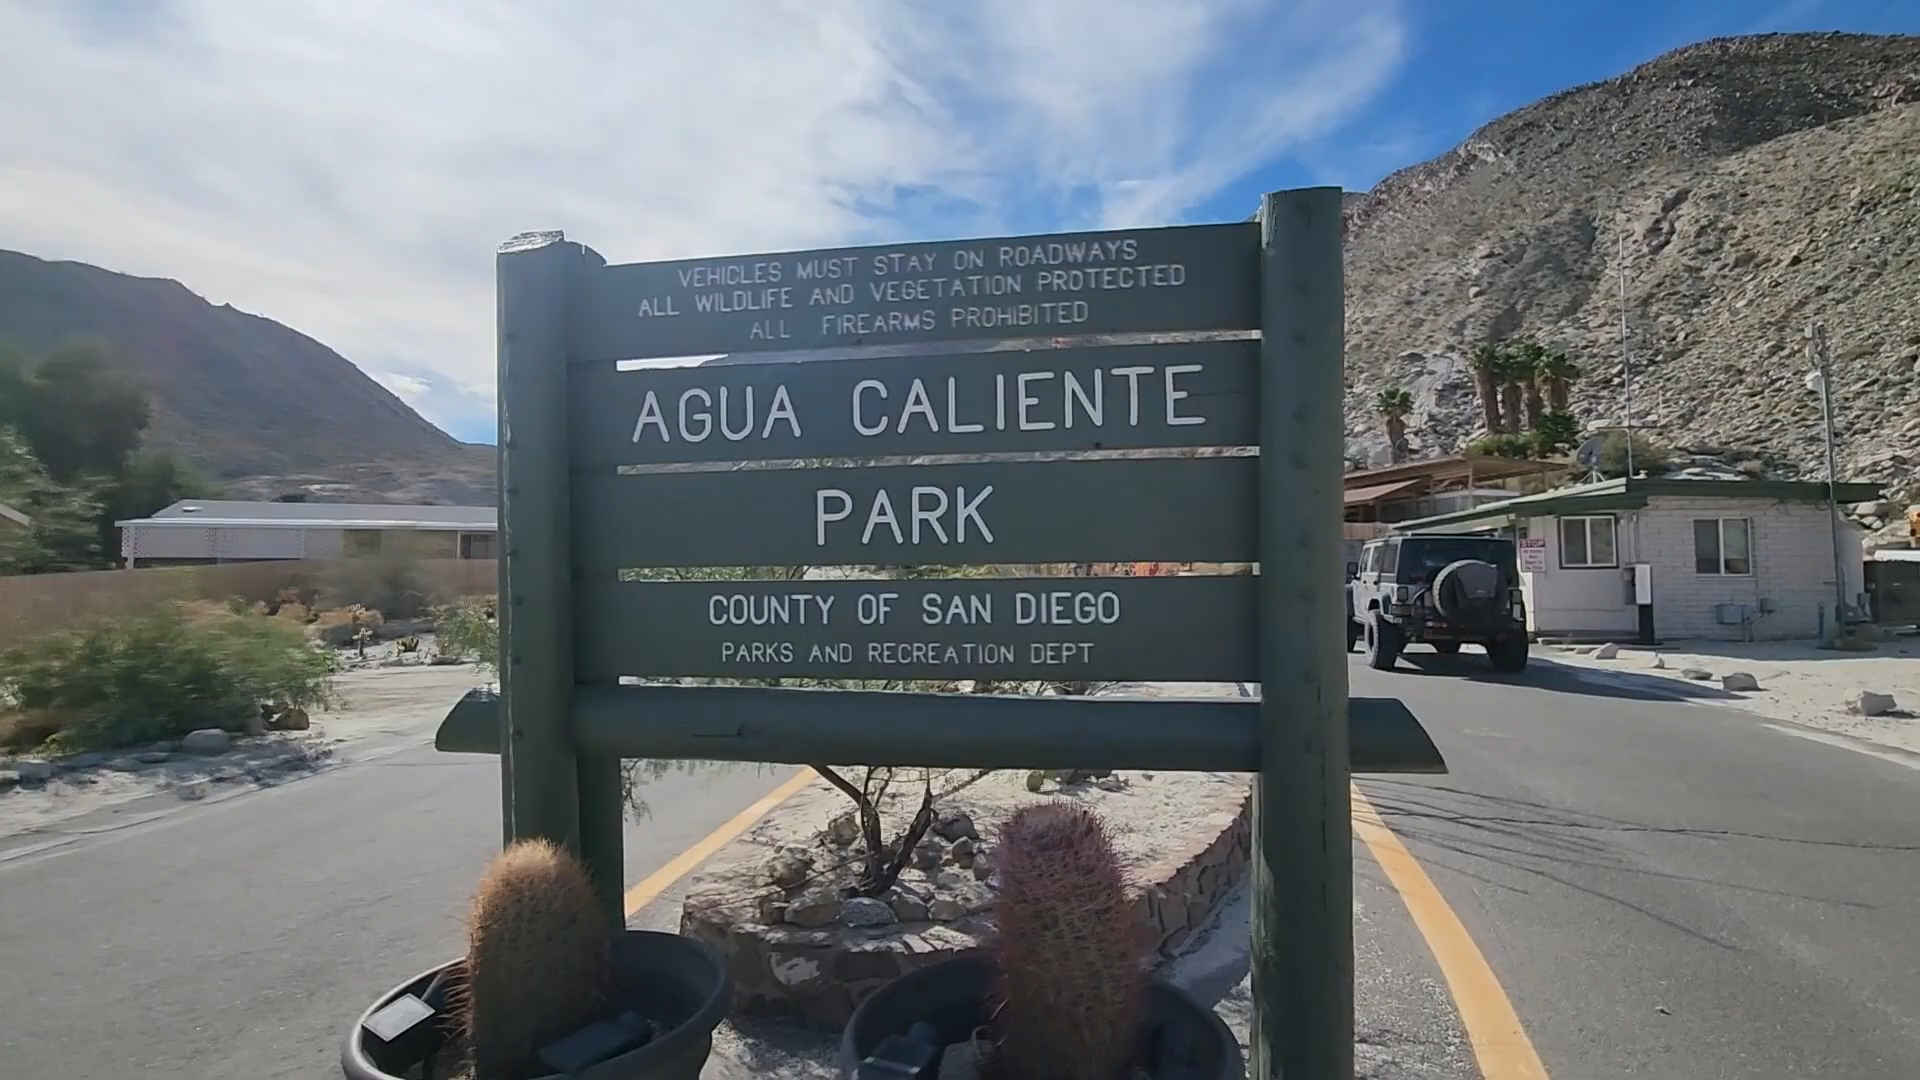 VEHICLES MUST STAY ON ROADWAYS
ALL WILDLIFE AND VEGETATION PROTECTED
ALL FIREARMS PROHIBITED
AGUA CALIENTE
PARK
COUNTY OF SAN DIEGO
PARKS AND RECREATION DEPT
STOP